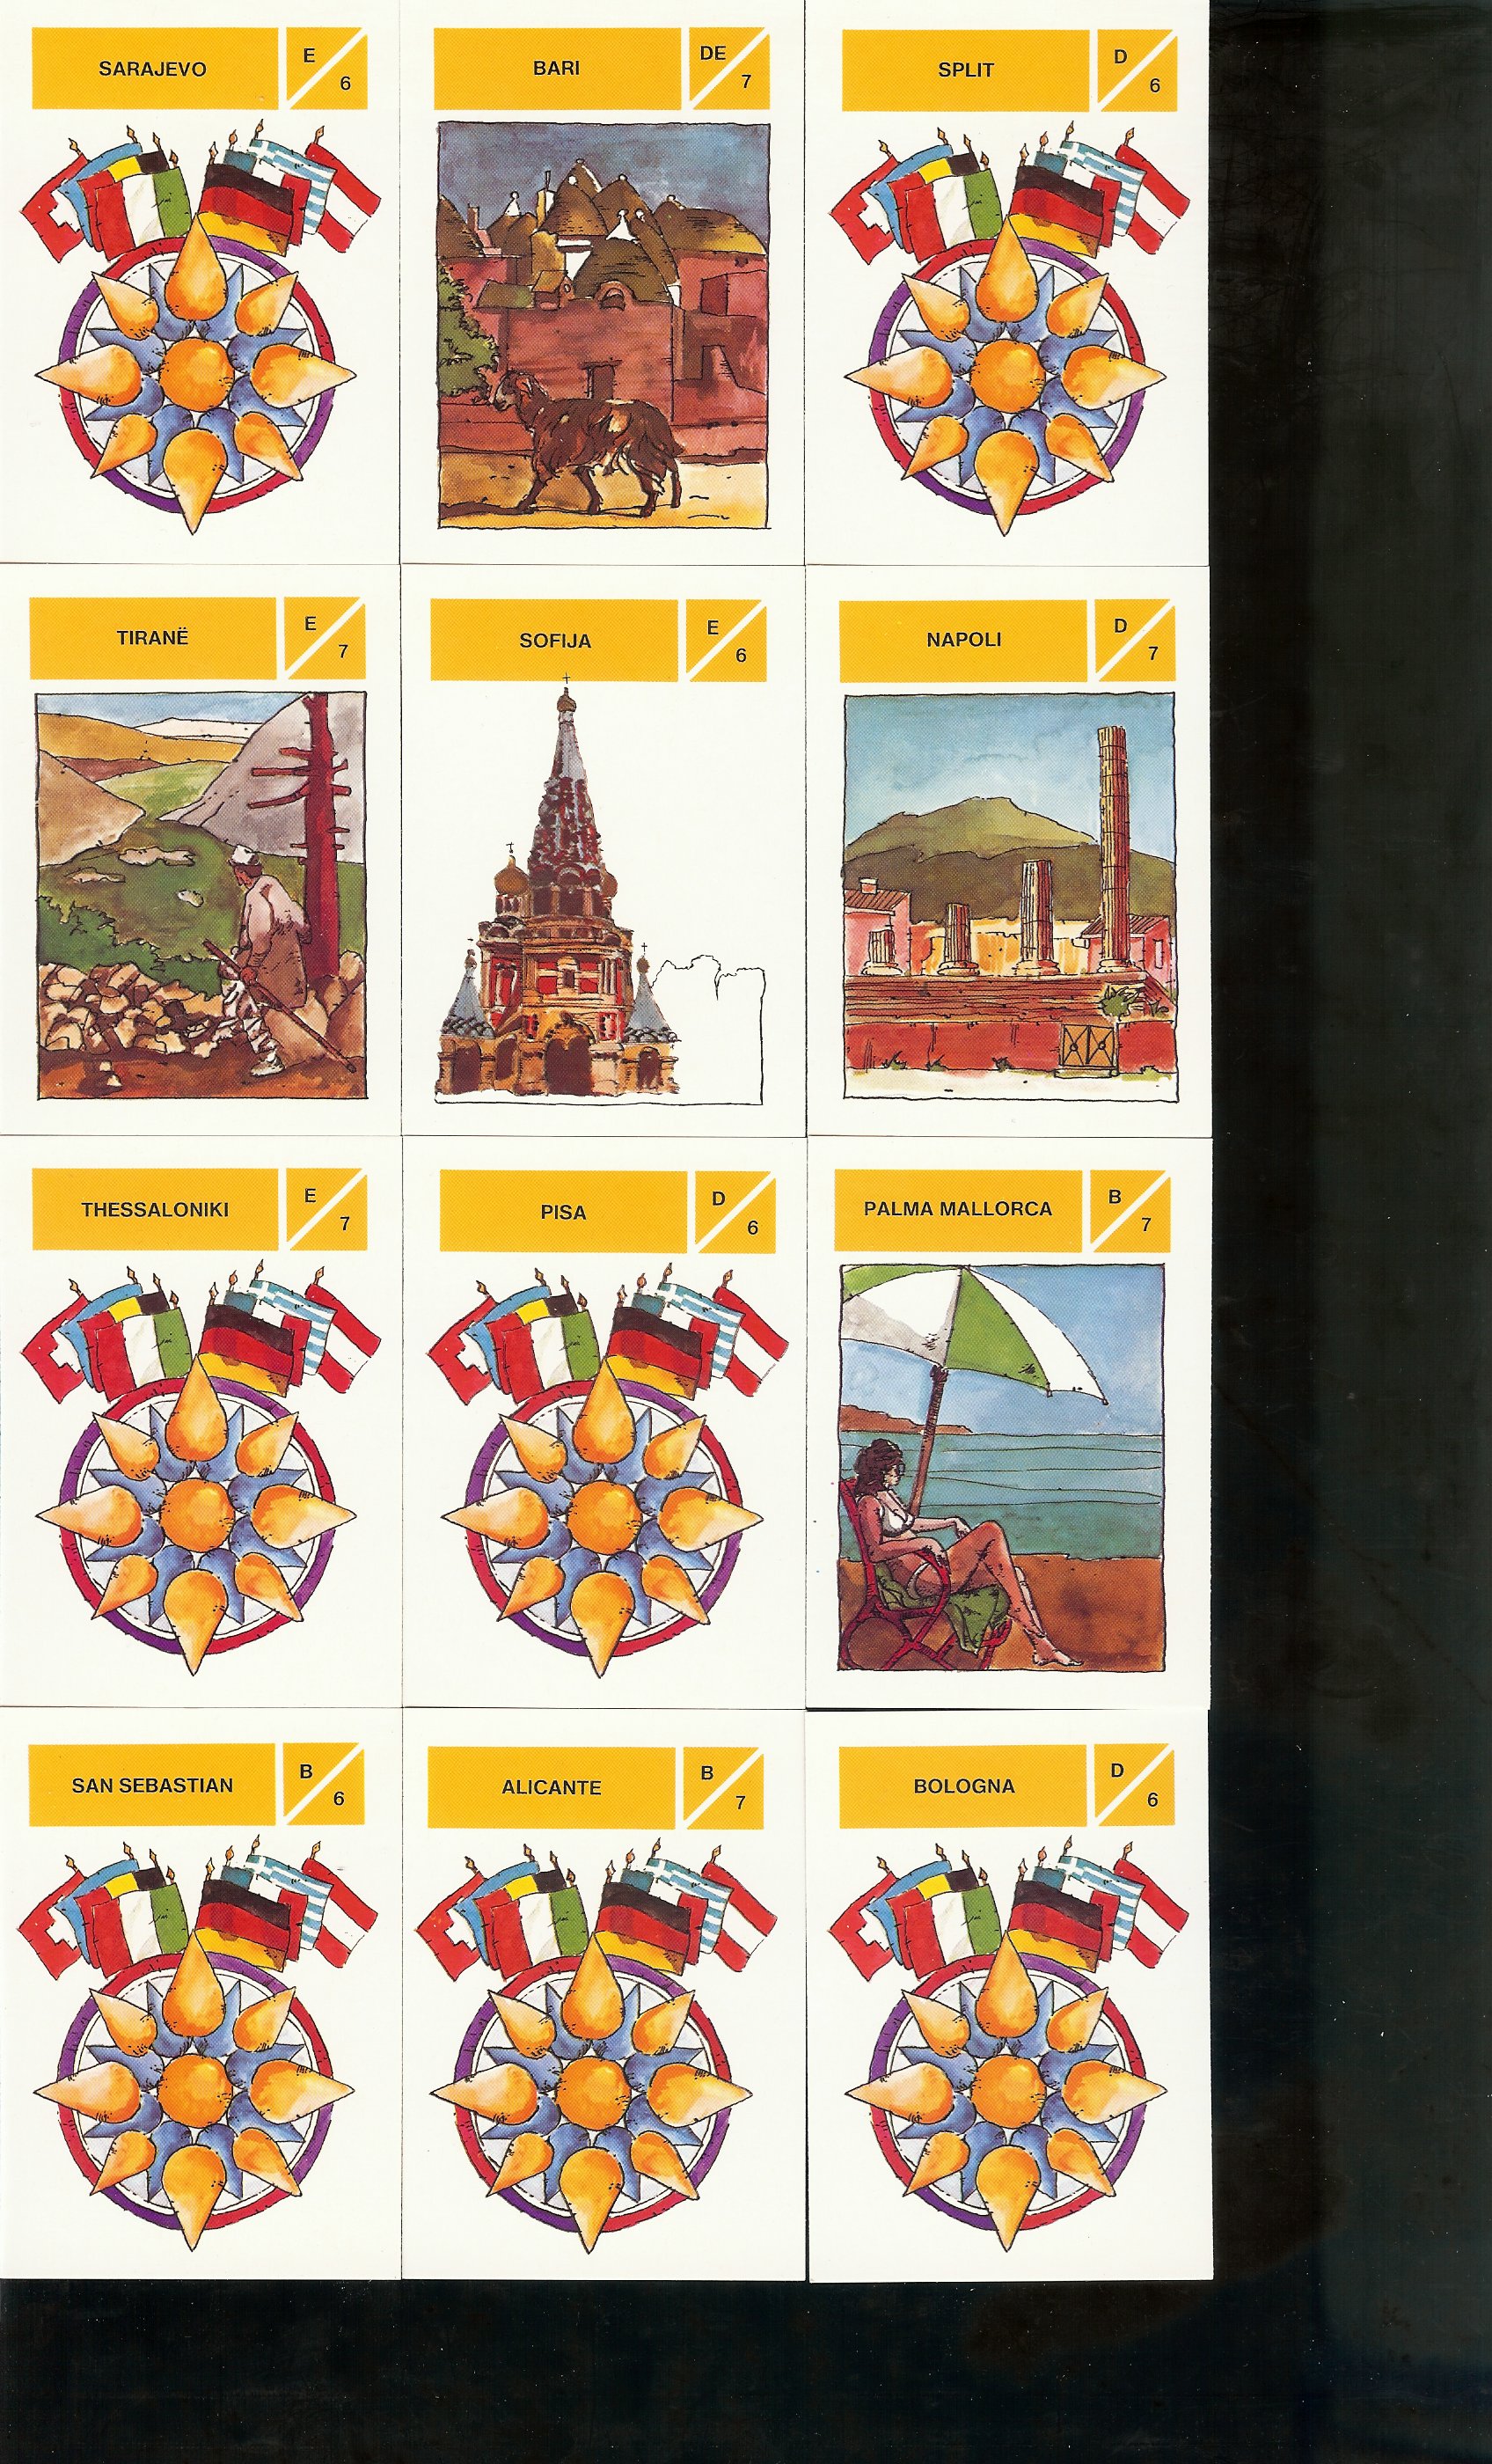 SARAJEVO E 6
BARI DE 7
SPLIT D 6
TIRANË E 7
SOFIJA E 6
NAPOLI D 7
THESSALONIKI E 7
PISA D 6
PALMA MALLORCA B 7
SAN SEBASTIAN B 6
ALICANTE B 7
BOLOGNA D 6